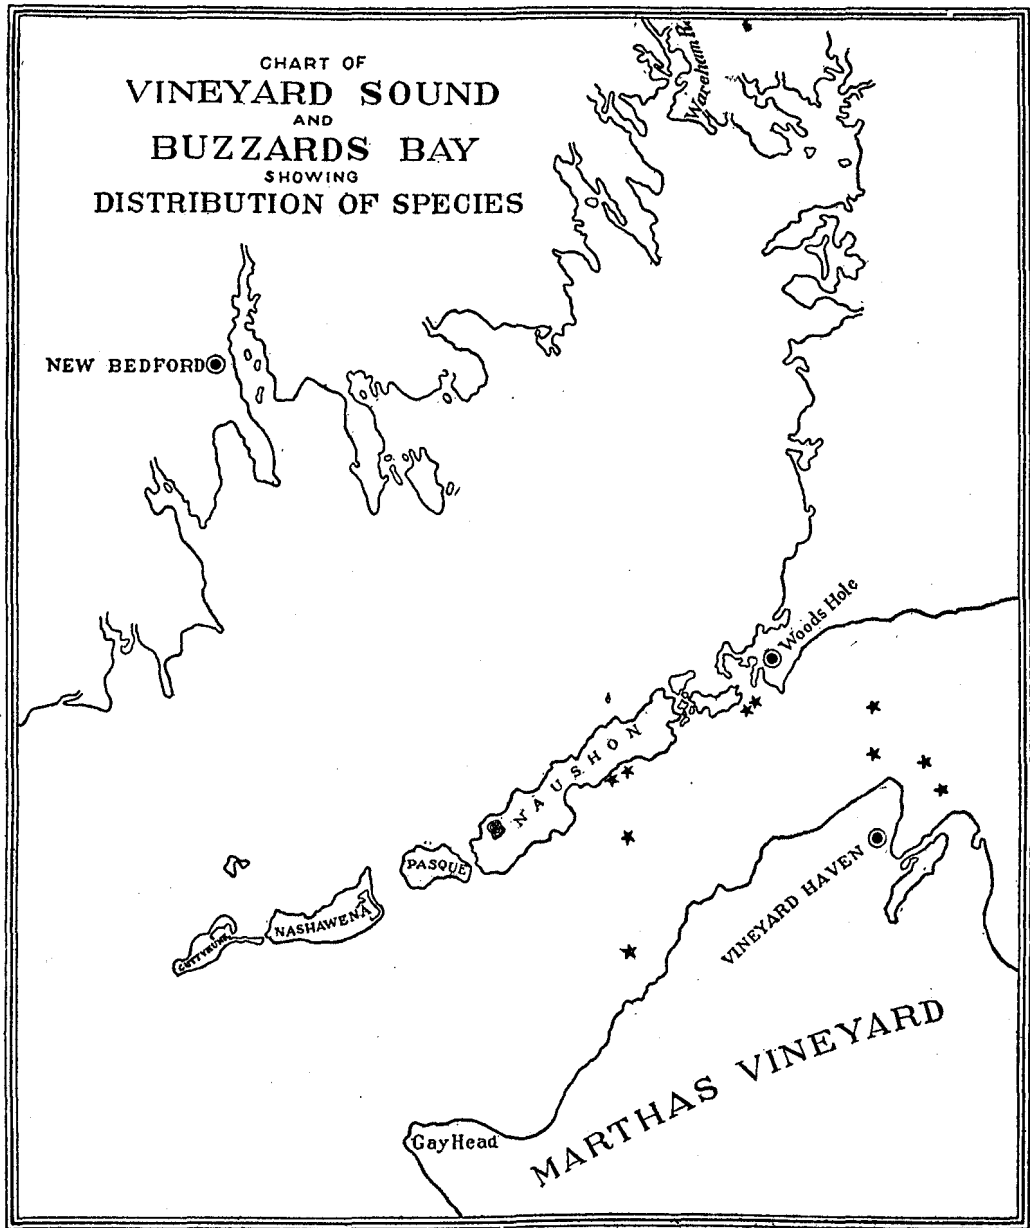 CHART OF
VINEYARD SOUND
AND
BUZZARDS BAY
SHOWING
DISTRIBUTION OF SPECIES
Wareham R.
NEW BEDFORD
Woods Hole
NAUSHON
PASQUE
NASHAWENA
CUTTYHUNK
VINEYARD HAVEN
MARTHAS VINEYARD
Gay Head